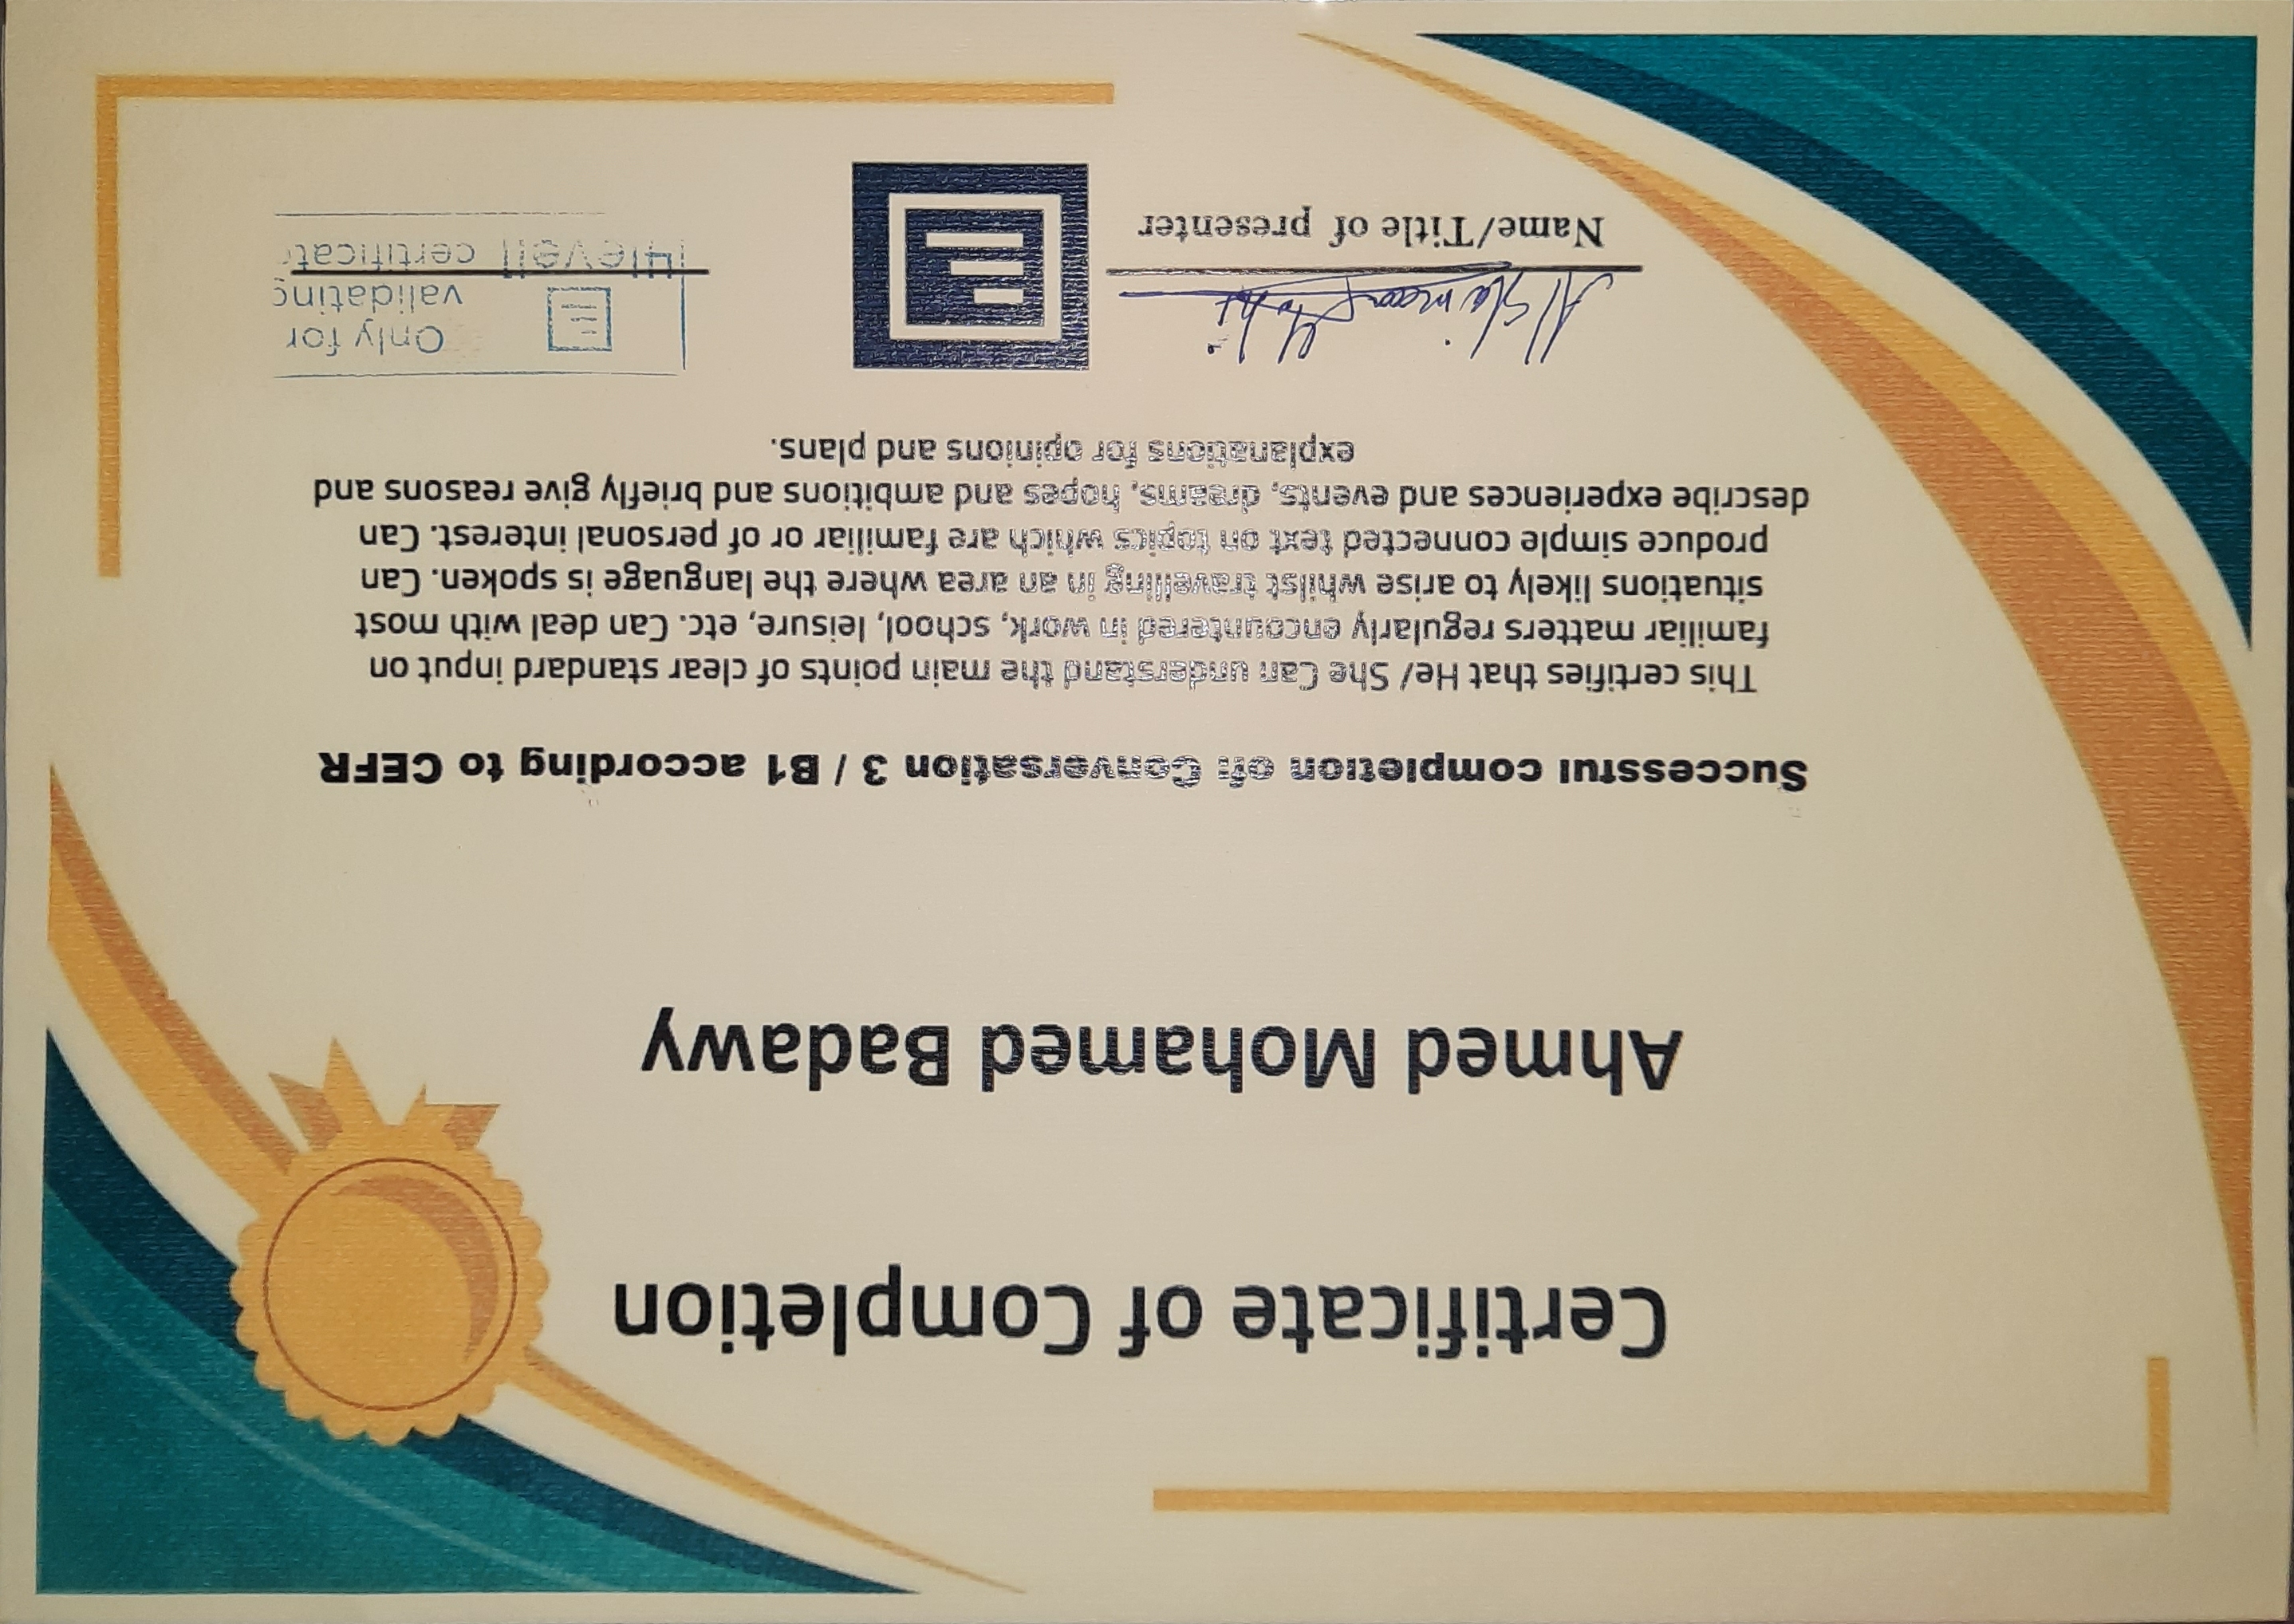 Certificate of Completion
Ahmed Mohamed Badawy
Successful completion of: Conversation 3 / B1 according to CEFR
This certifies that He/ She Can understand the main points of clear standard input on
familiar matters regularly encountered in work, school, leisure, etc. Can deal with most
situations likely to arise whilst travelling in an area where the language is spoken. Can
produce simple connected text on topics which are familiar or of personal interest. Can
describe experiences and events, dreams, hopes and ambitions and briefly give reasons and
explanations for opinions and plans.
Name/Title of presenter
Only for
validating
certificate